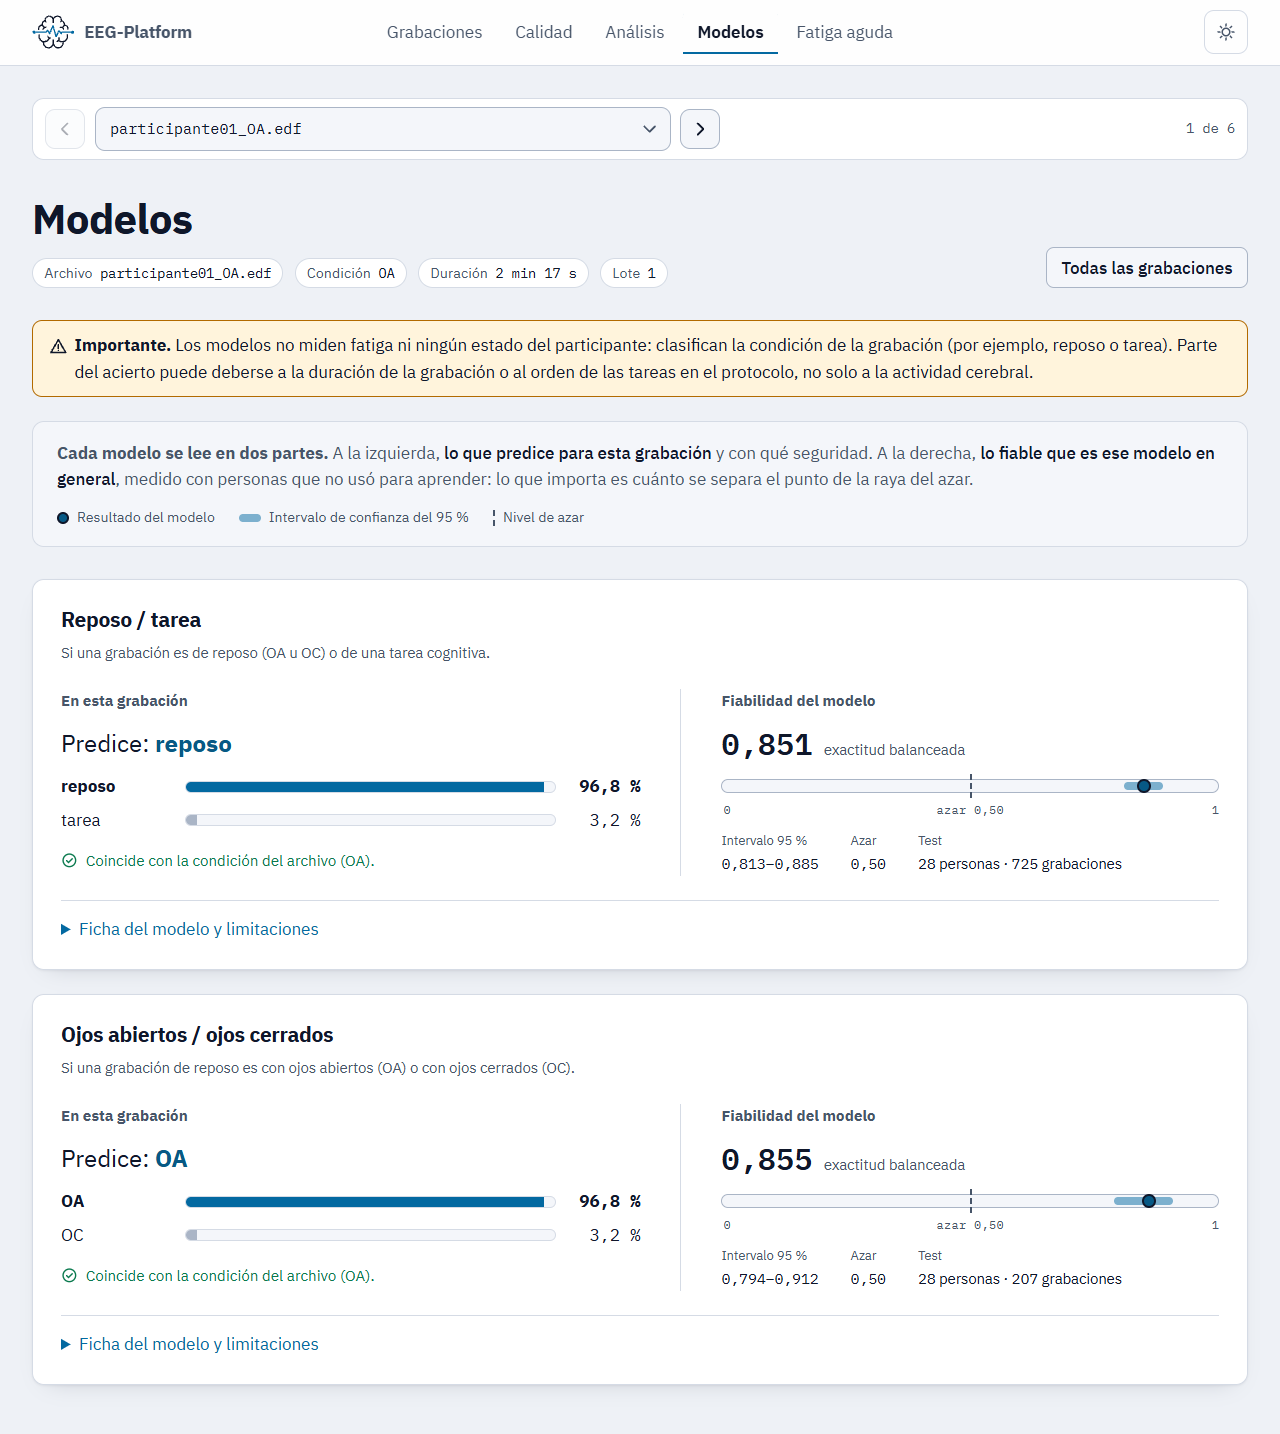 EEG-Platform
Grabaciones
Calidad
Análisis
Modelos
Fatiga aguda
participante01_OA.edf
1 de 6
Modelos
Archivo participante01_OA.edf
Condición OA
Duración 2 min 17 s
Lote 1
Todas las grabaciones
Importante. Los modelos no miden fatiga ni ningún estado del participante: clasifican la condición de la grabación (por ejemplo, reposo o tarea). Parte
del acierto puede deberse a la duración de la grabación o al orden de las tareas en el protocolo, no solo a la actividad cerebral.
Cada modelo se lee en dos partes. A la izquierda, lo que predice para esta grabación y con qué seguridad. A la derecha, lo fiable que es ese modelo en
general, medido con personas que no usó para aprender: lo que importa es cuánto se separa el punto de la raya del azar.
Resultado del modelo
Intervalo de confianza del 95 %
Nivel de azar
Reposo / tarea
Si una grabación es de reposo (OA u OC) o de una tarea cognitiva.
En esta grabación
Predice: reposo
reposo 96,8 %
tarea 3,2 %
Coincide con la condición del archivo (OA).
Fiabilidad del modelo
0,851 exactitud balanceada
0 azar 0,50 1
Intervalo 95 % Azar Test
0,813–0,885 0,50 28 personas · 725 grabaciones
Ficha del modelo y limitaciones
Ojos abiertos / ojos cerrados
Si una grabación de reposo es con ojos abiertos (OA) o con ojos cerrados (OC).
En esta grabación
Predice: OA
OA 96,8 %
OC 3,2 %
Coincide con la condición del archivo (OA).
Fiabilidad del modelo
0,855 exactitud balanceada
0 azar 0,50 1
Intervalo 95 % Azar Test
0,794–0,912 0,50 28 personas · 207 grabaciones
Ficha del modelo y limitaciones